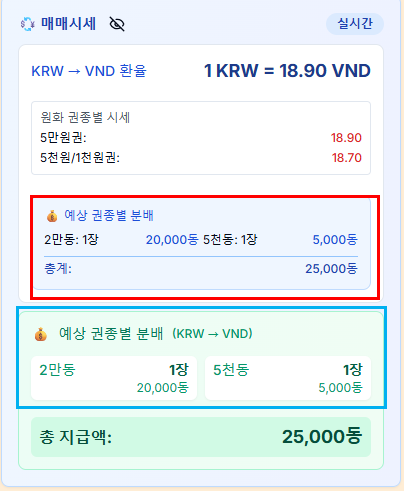 매매시세
실시간
KRW → VND 환율
1 KRW = 18.90 VND
원화 권종별 시세
5만원권: 18.90
5천원/1천원권: 18.70
예상 권종별 분배
2만동: 1장 20,000동 5천동: 1장 5,000동
총계: 25,000동
예상 권종별 분배 (KRW → VND)
2만동 1장 5천동 1장
20,000동 5,000동
총 지급액: 25,000동